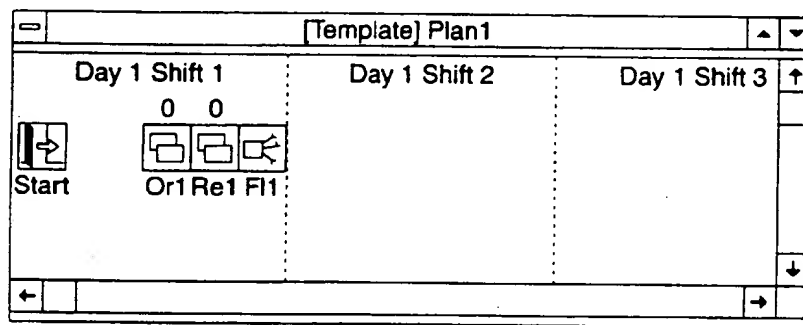 [Template] Plan1
Day 1 Shift 1 Day 1 Shift 2 Day 1 Shift 3
0 0
Start Or1 Re1 Fl1